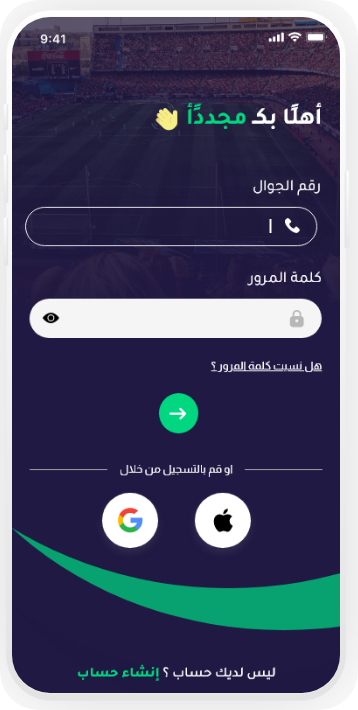 9:41
أهلًا بكَ مجددًأ
رقم الجوال
كلمة المرور
هل نسيت كلمة المرور ؟
او قم بالتسجيل من خلال
ليس لديك حساب ؟ إنشاء حساب